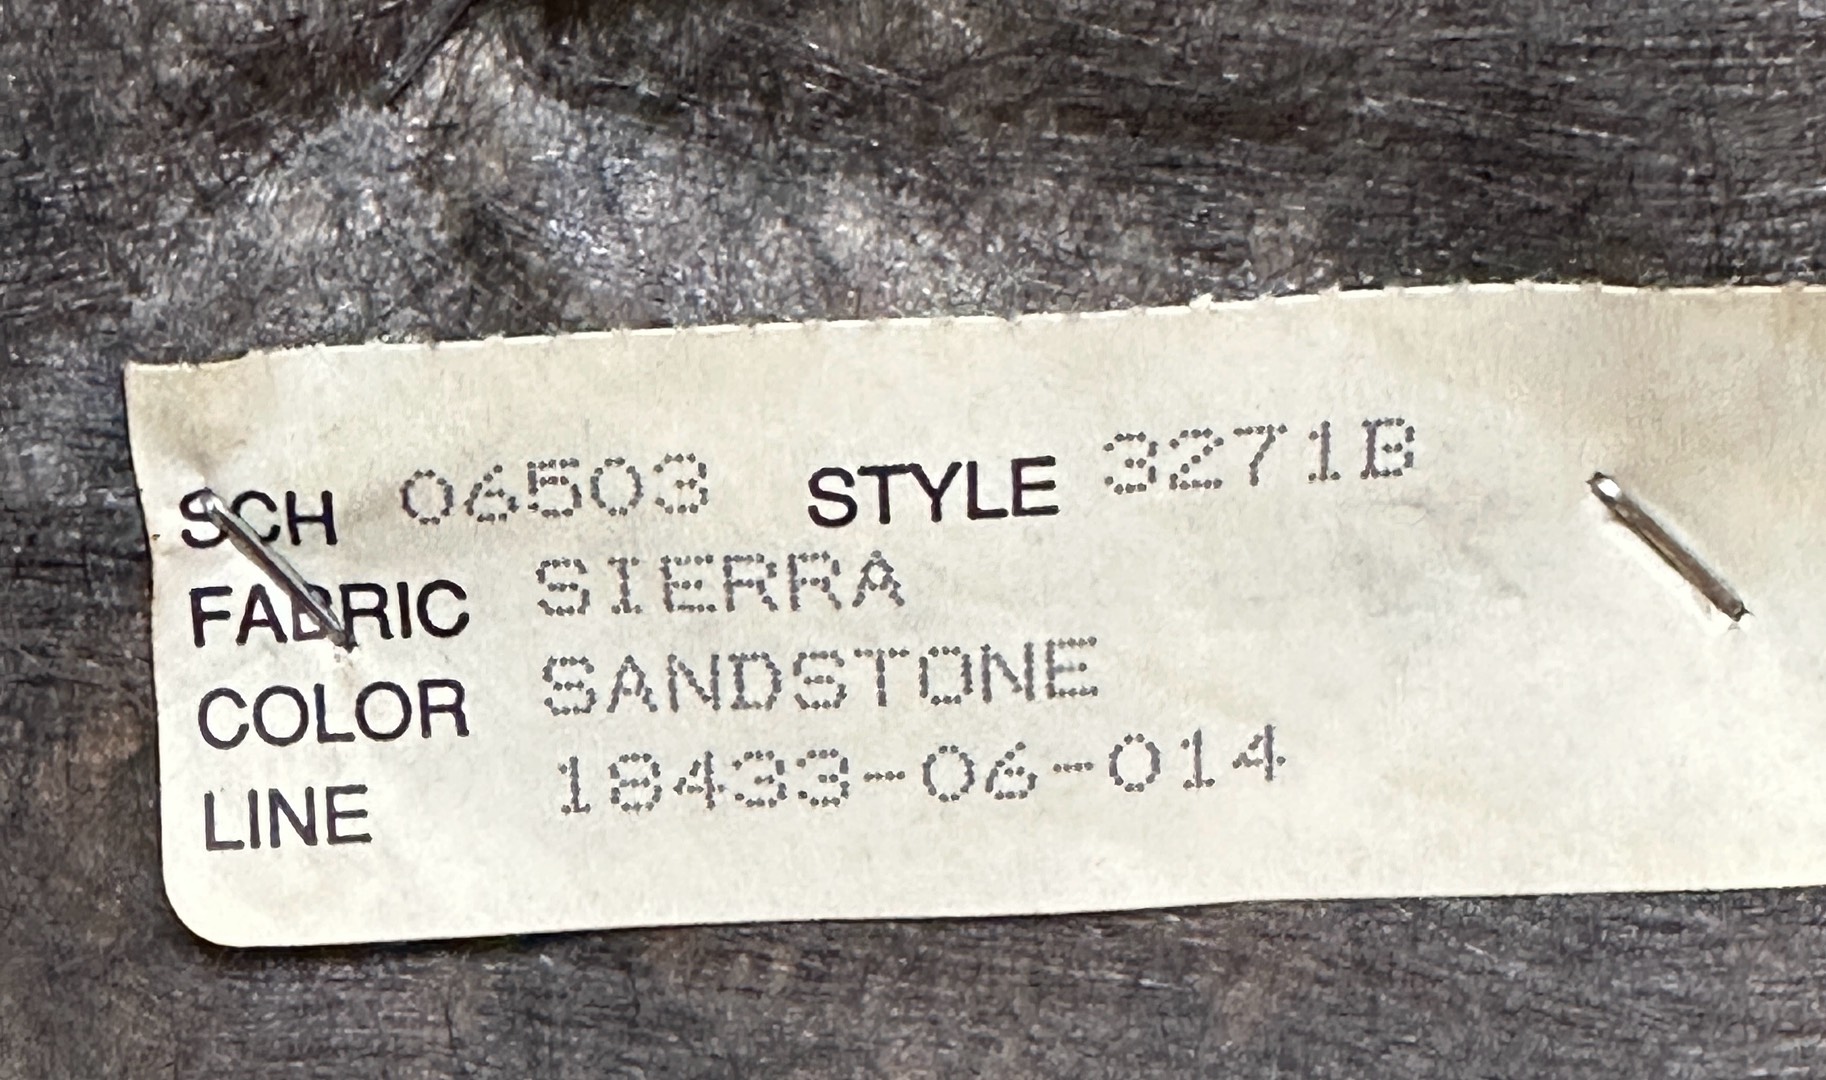 SCH 06503 STYLE 3271B
FABRIC SIERRA
COLOR SANDSTONE
LINE 18433-06-014